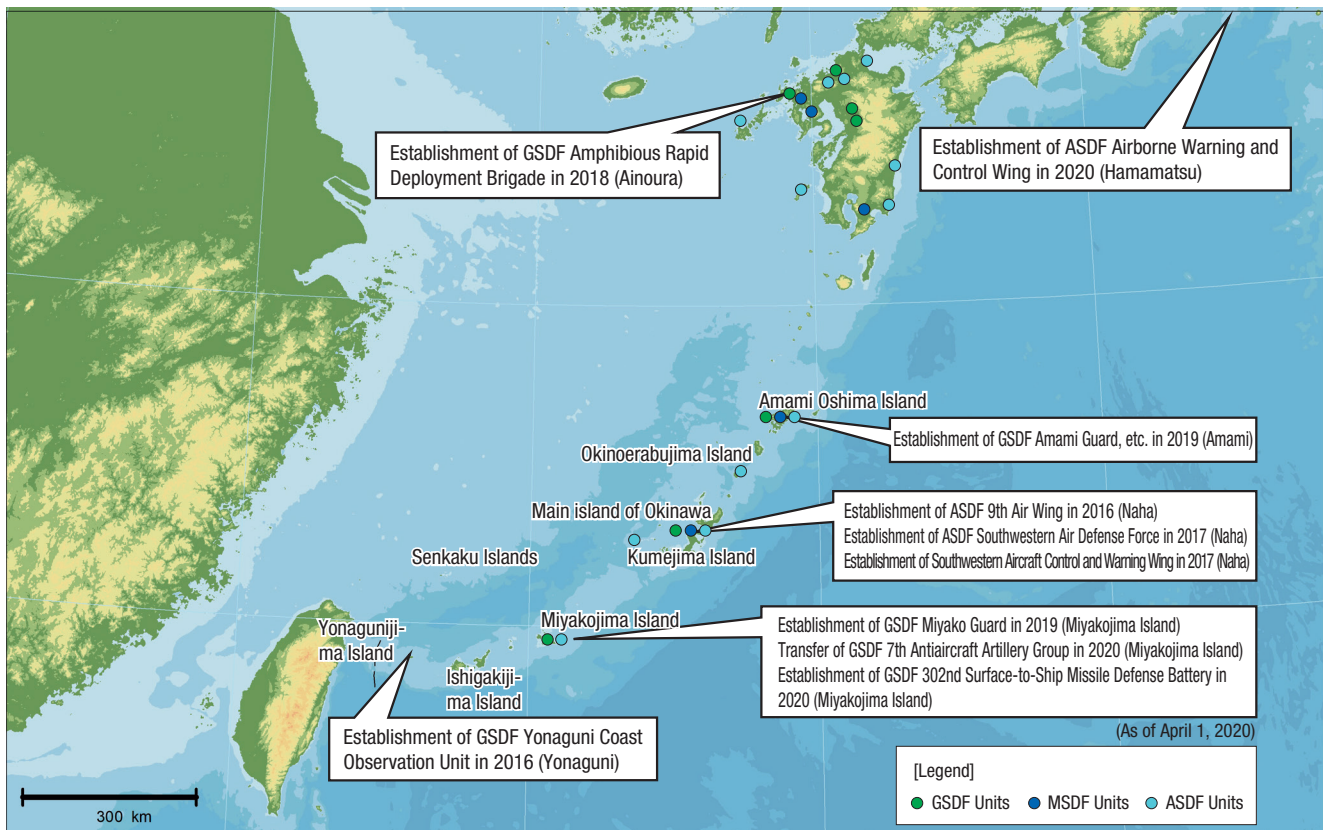 Establishment of GSDF Amphibious Rapid
Deployment Brigade in 2018 (Ainoura)
Establishment of ASDF Airborne Warning and
Control Wing in 2020 (Hamamatsu)
Amami Oshima Island
Establishment of GSDF Amami Guard, etc. in 2019 (Amami)
Okinoerabujima Island
Main island of Okinawa
Establishment of ASDF 9th Air Wing in 2016 (Naha)
Establishment of ASDF Southwestern Air Defense Force in 2017 (Naha)
Establishment of Southwestern Aircraft Control and Warning Wing in 2017 (Naha)
Senkaku Islands
Kumejima Island
Miyakojima Island
Establishment of GSDF Miyako Guard in 2019 (Miyakojima Island)
Transfer of GSDF 7th Antiaircraft Artillery Group in 2020 (Miyakojima Island)
Establishment of GSDF 302nd Surface-to-Ship Missile Defense Battery in
2020 (Miyakojima Island)
Yonaguniji-
ma Island
Ishigakiji-
ma Island
Establishment of GSDF Yonaguni Coast
Observation Unit in 2016 (Yonaguni)
(As of April 1, 2020)
[Legend]
GSDF Units MSDF Units ASDF Units
300 km